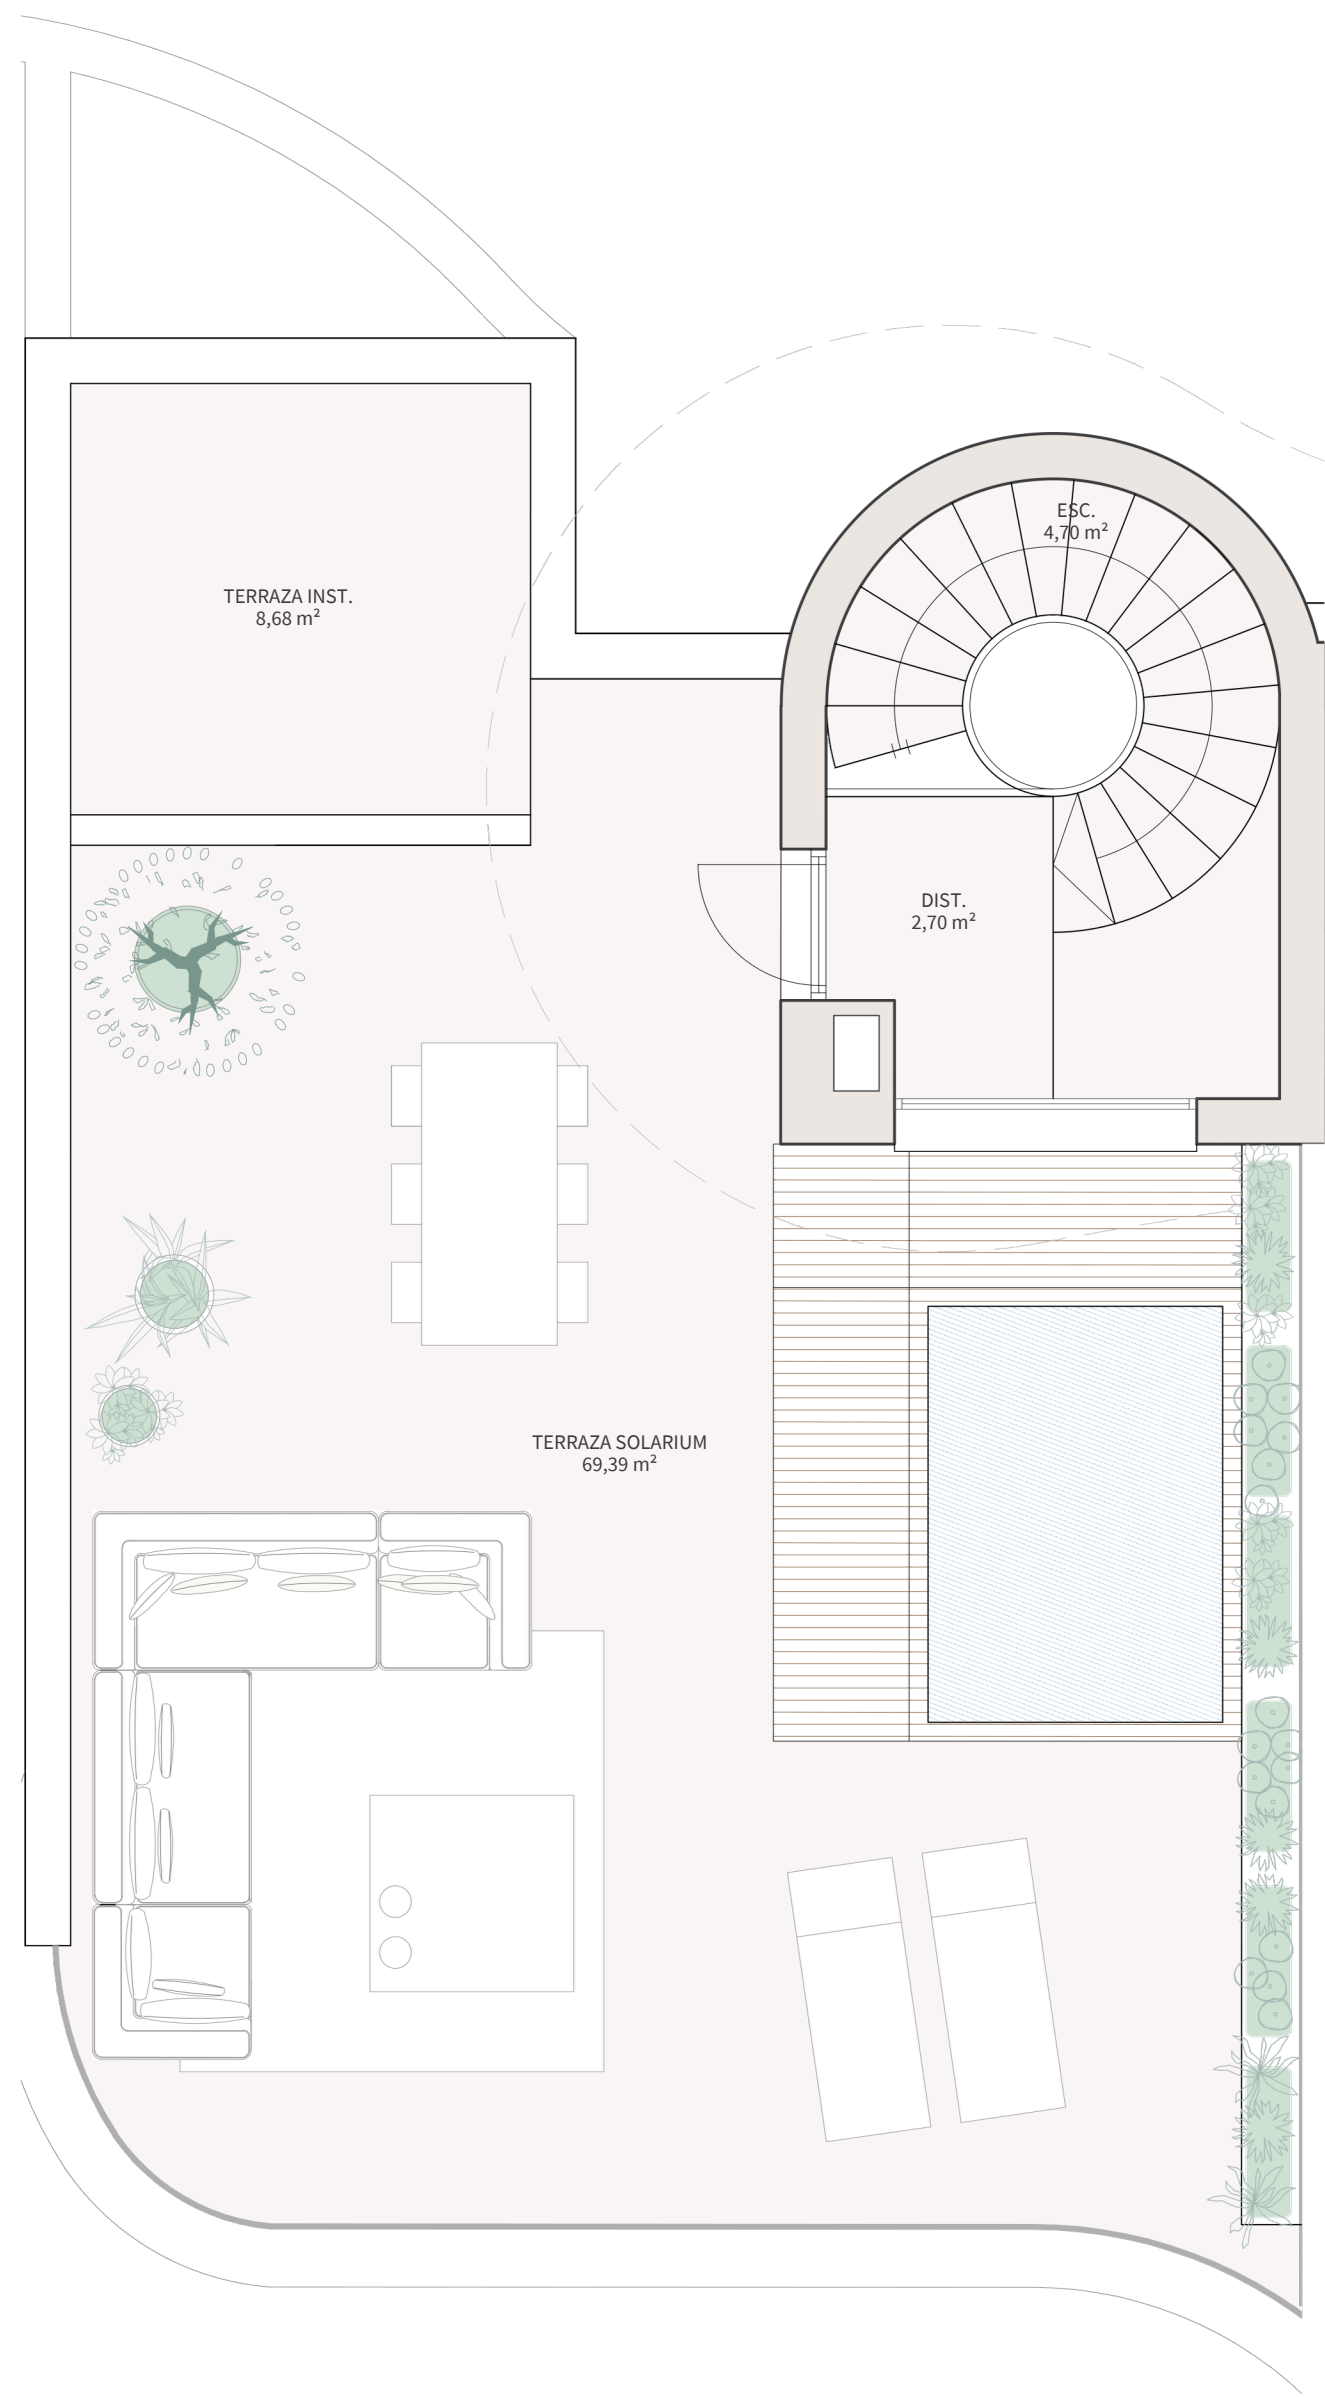 ESC.
4,70 m²
TERRAZA INST.
8,68 m²
DIST.
2,70 m²
TERRAZA SOLARIUM
69,39 m²